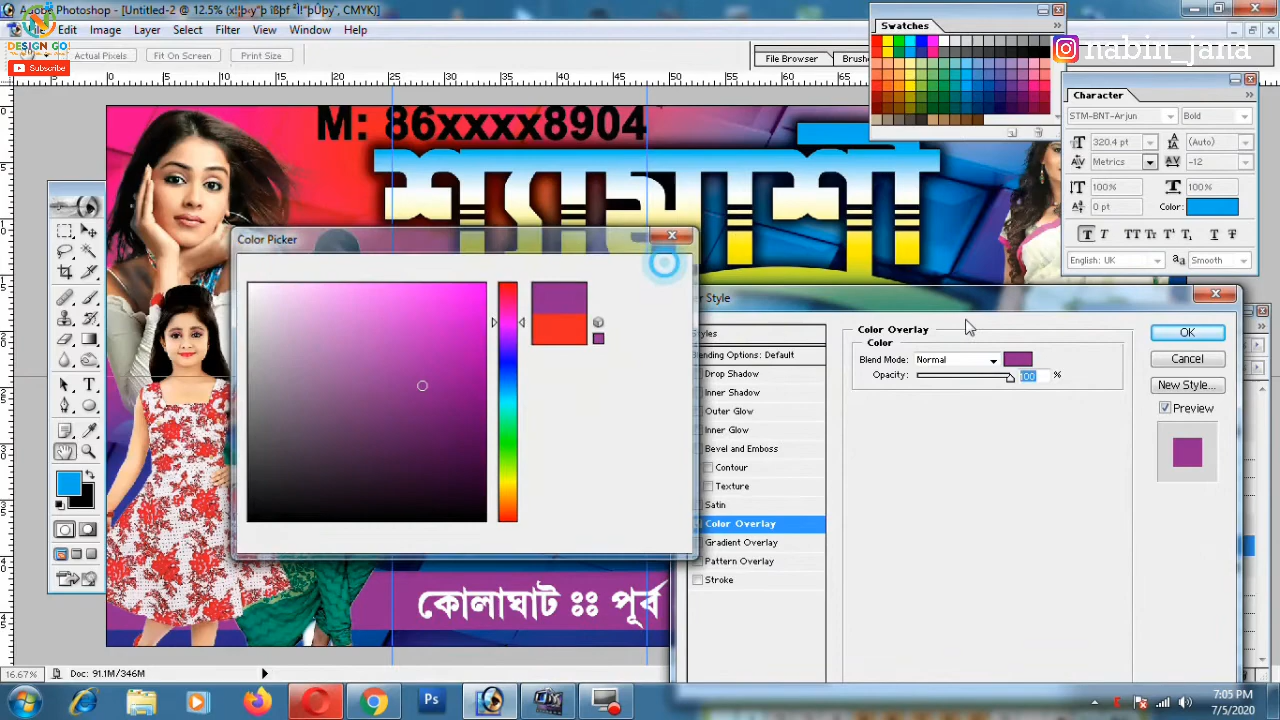 Adobe Photoshop - [Untitled-2 @ 12.5% (x!¦þ·y"þ
CMYK)]
Edit Image Layer Select Filter View Window Help
DESIGN GO!
Subscribe
Actual Pixels Fit On Screen Print Size
File Browser
Swatches
nabin_jana
Character
STM-BNT-Arjun Bold
320.4 pt (Auto)
Metrics -12
100% 100%
0 pt Color:
English: UK Smooth
M: 86xxxx8904
Color Picker
Color Overlay
Color
Blend Mode: Normal
Opacity: 100 %
OK
Cancel
New Style...
Preview
Blending Options: Default
Drop Shadow
Inner Shadow
Outer Glow
Inner Glow
Bevel and Emboss
Contour
Texture
Satin
Color Overlay
Gradient Overlay
Pattern Overlay
Stroke
কোলাঘাট ঃঃ পূর্ব
16.67% Doc: 91.1M/346M
7:05 PM
7/5/2020